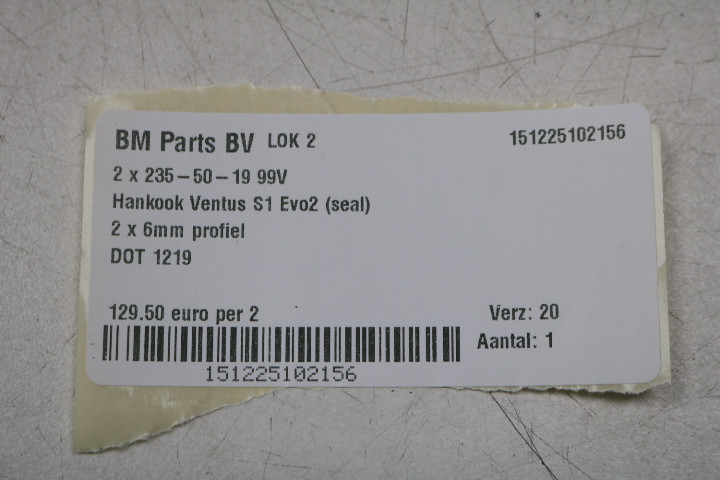 BM Parts BV LOK 2 151225102156
2 x 235-50-19 99V
Hankook Ventus S1 Evo2 (seal)
2 x 6mm profiel
DOT 1219
129.50 euro per 2 Verz: 20
Aantal: 1
151225102156